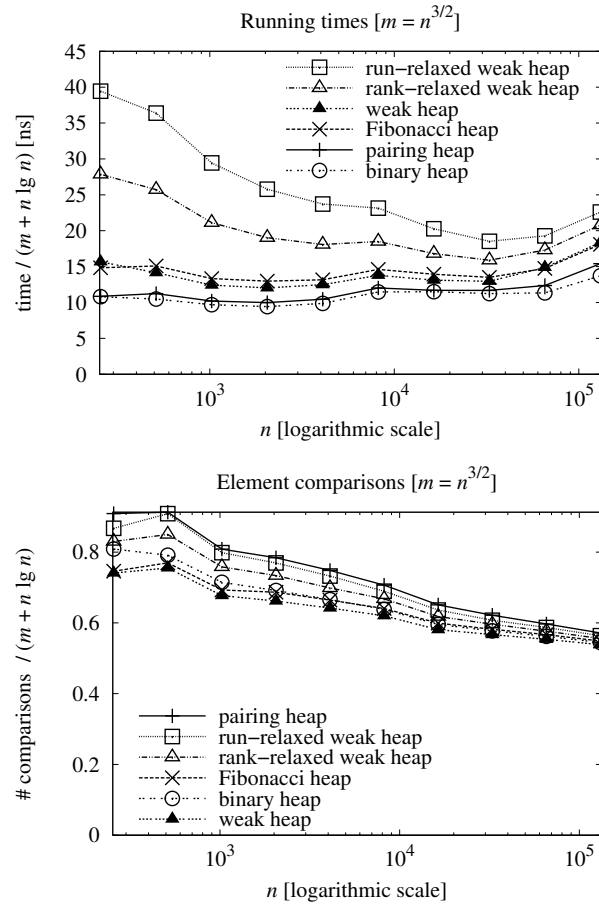 Running times [m = n^{3/2}]
time / (m + n lg n) [ns]
45
40
35
30
25
20
15
10
5
0
run−relaxed weak heap
rank−relaxed weak heap
weak heap
Fibonacci heap
pairing heap
binary heap
10^3
10^4
10^5
n [logarithmic scale]
Element comparisons [m = n^{3/2}]
# comparisons / (m + n lg n)
0.8
0.6
0.4
0.2
0
pairing heap
run−relaxed weak heap
rank−relaxed weak heap
Fibonacci heap
binary heap
weak heap
10^3
10^4
10^5
n [logarithmic scale]